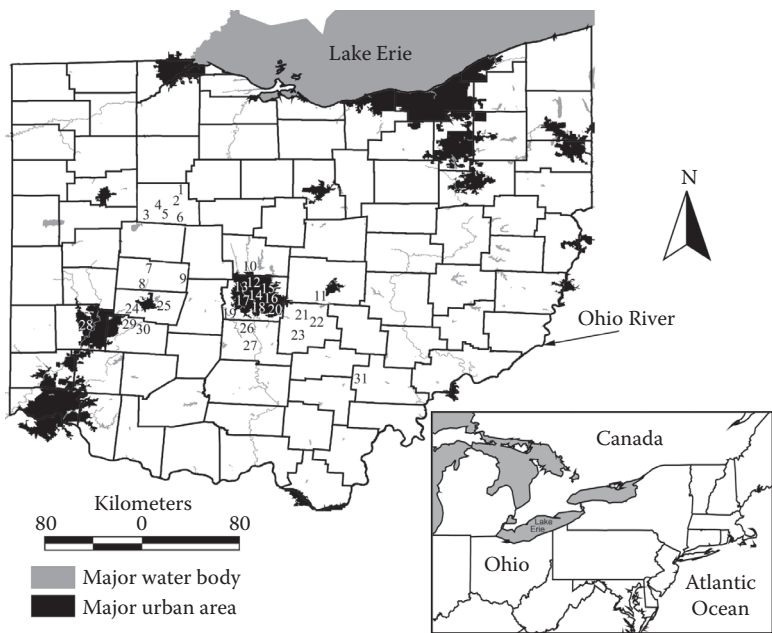 Lake Erie
N
1
2
4
3 5 6
7
8 9
10
12
13 15
14 16
17
18 20
19
11
25
24
28 29 30
21
22
23
26
27
31
Ohio River
Kilometers
80 0 80
Major water body
Major urban area
Canada
Lake
Erie
Ohio
Atlantic
Ocean